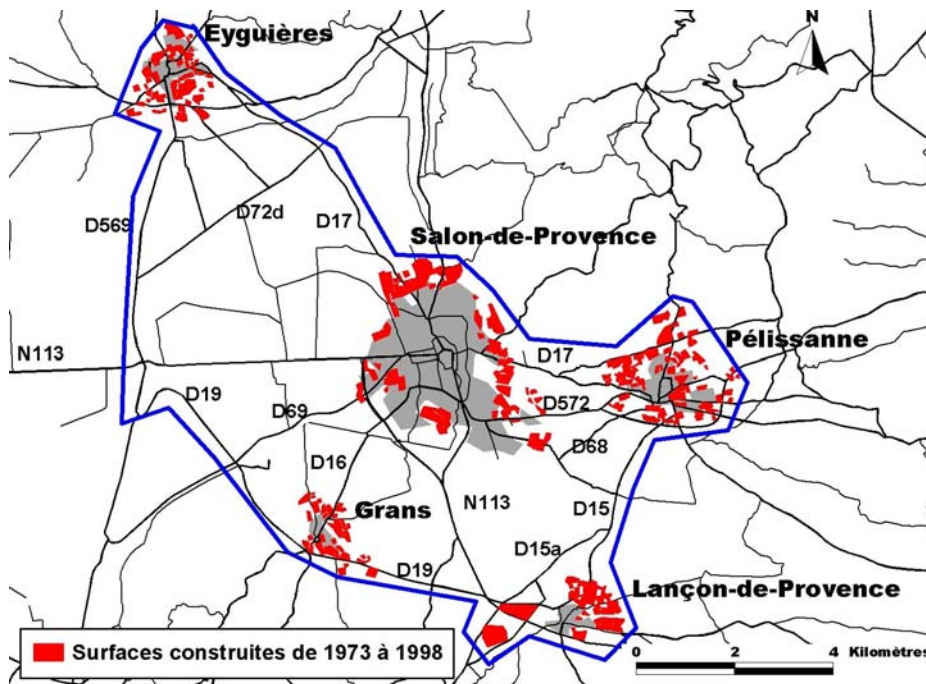 Eyguières
N
D569
D72d
D17
Salon-de-Provence
N113
D17
Pélissanne
D19
D69
D572
D16
D68
Grans
N113
D15
D15a
D19
Lançon-de-Provence
Surfaces construites de 1973 à 1998
0 2 4 Kilomètres